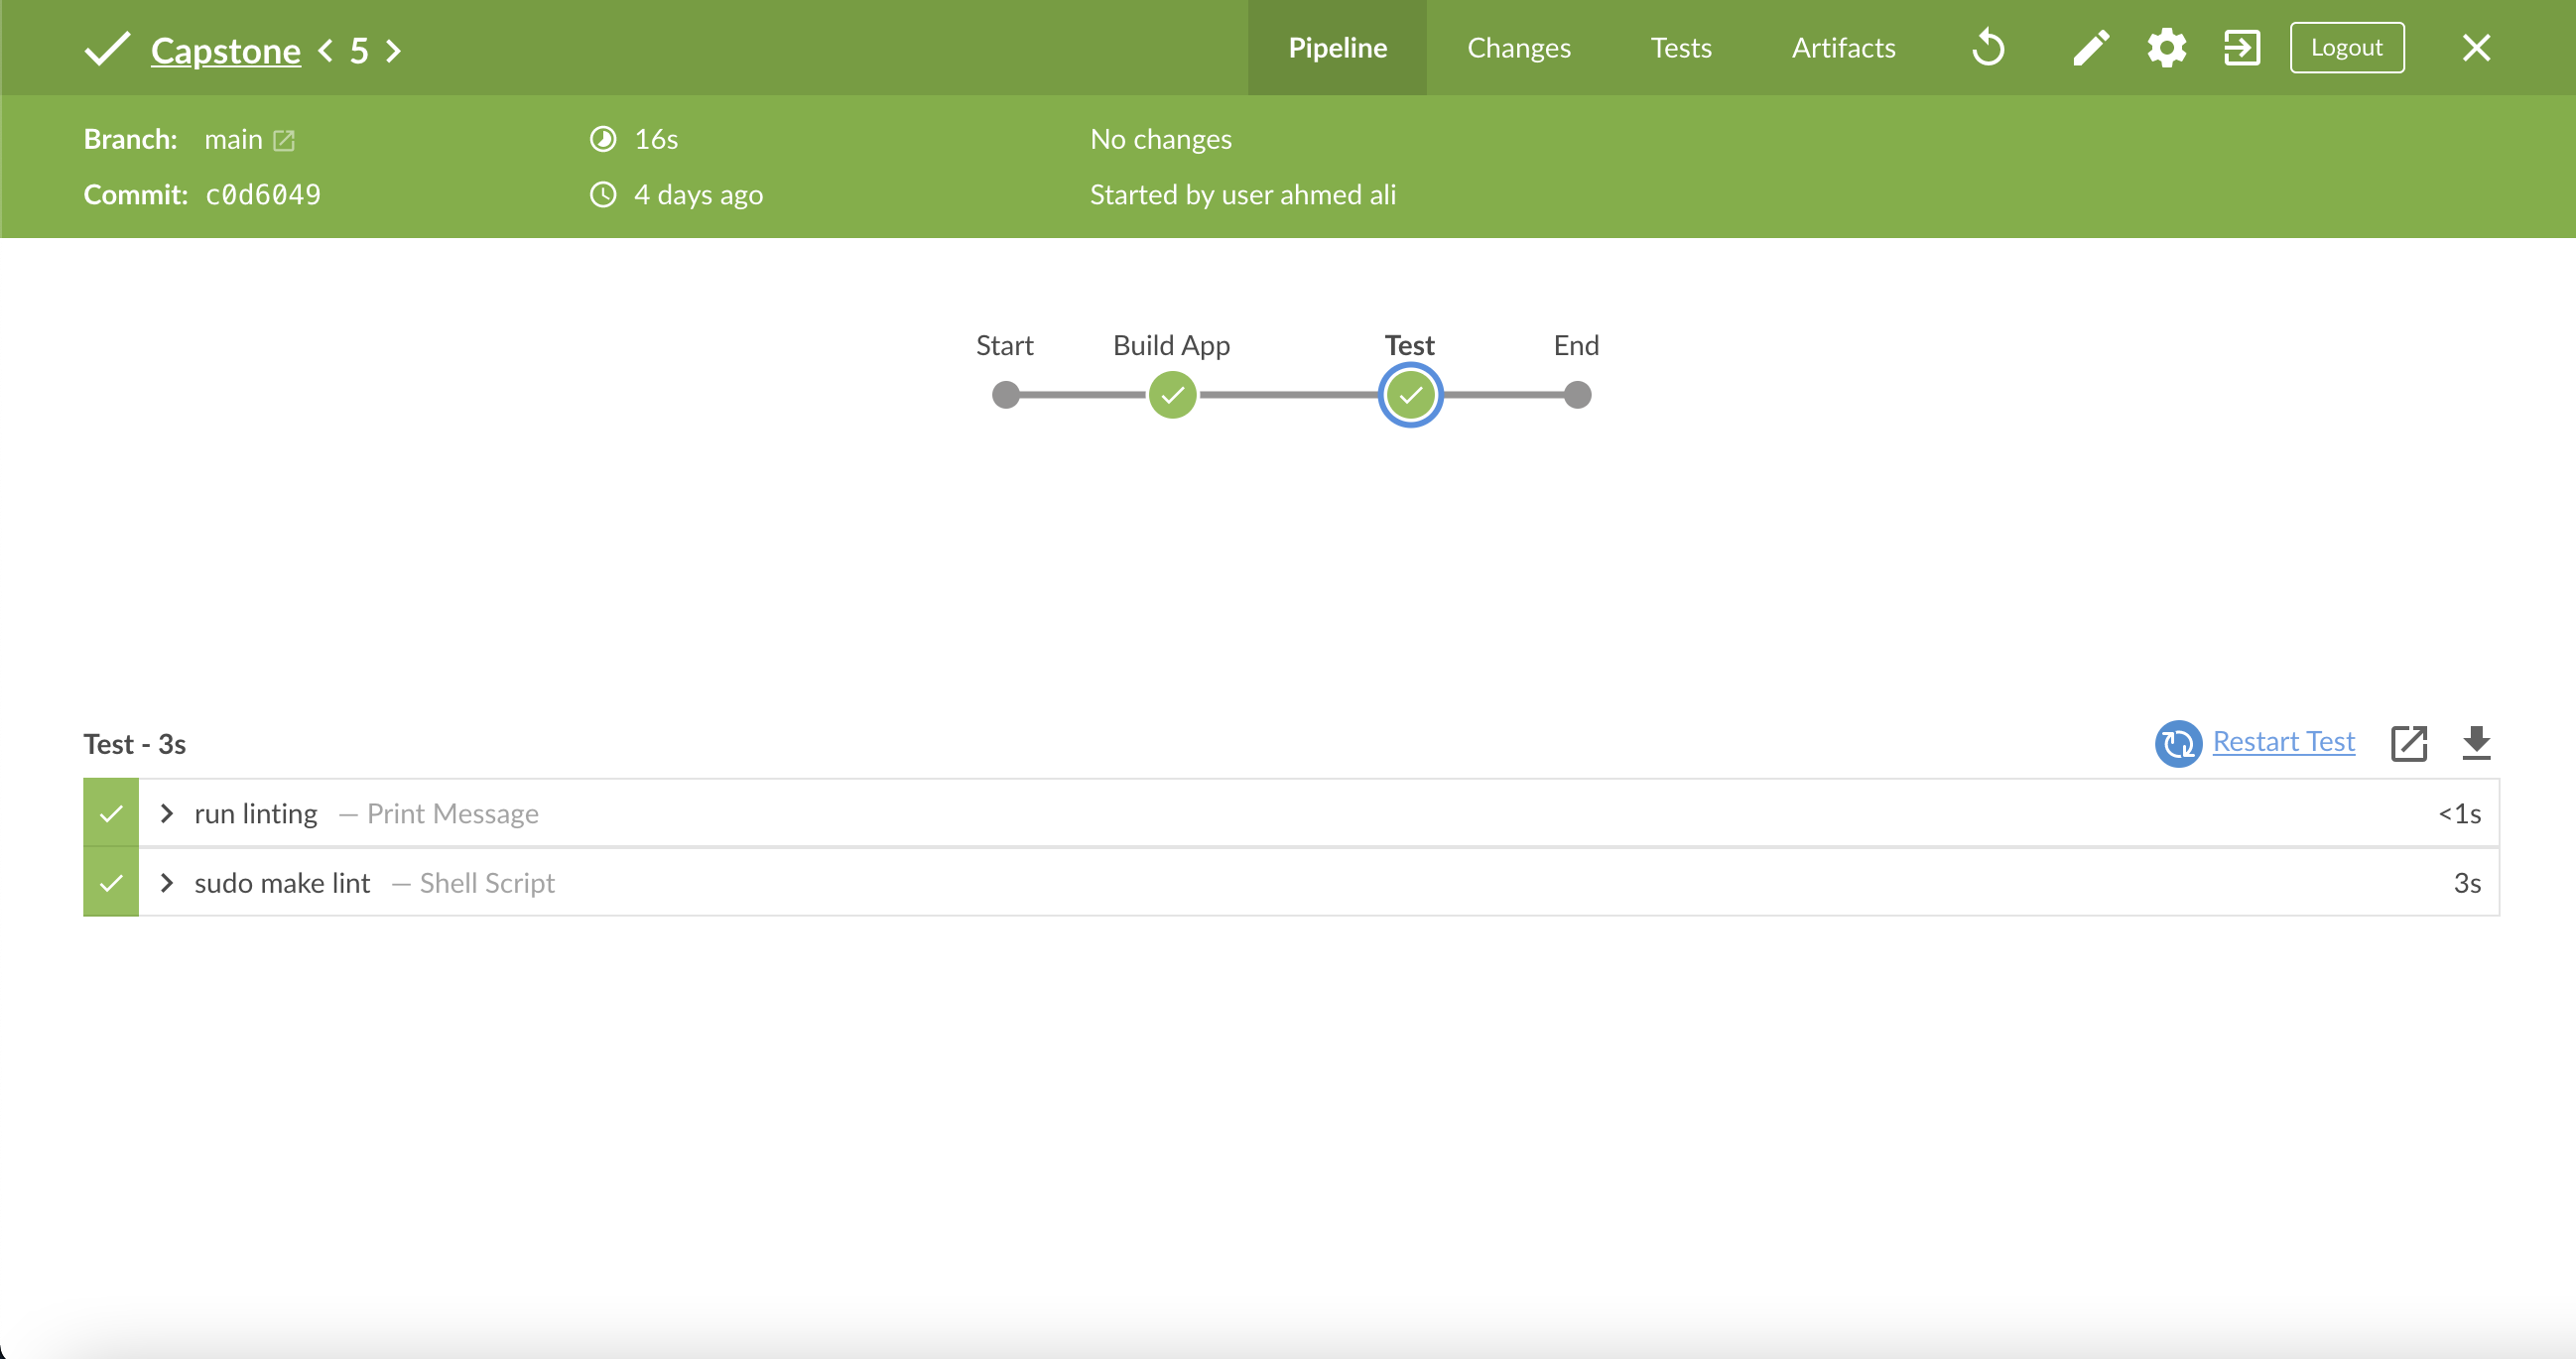 Capstone < 5 >
Pipeline Changes Tests Artifacts Logout
Branch: main 16s No changes
Commit: c0d6049 4 days ago Started by user ahmed ali
Start Build App Test End
Test - 3s Restart Test
run linting — Print Message <1s
sudo make lint — Shell Script 3s